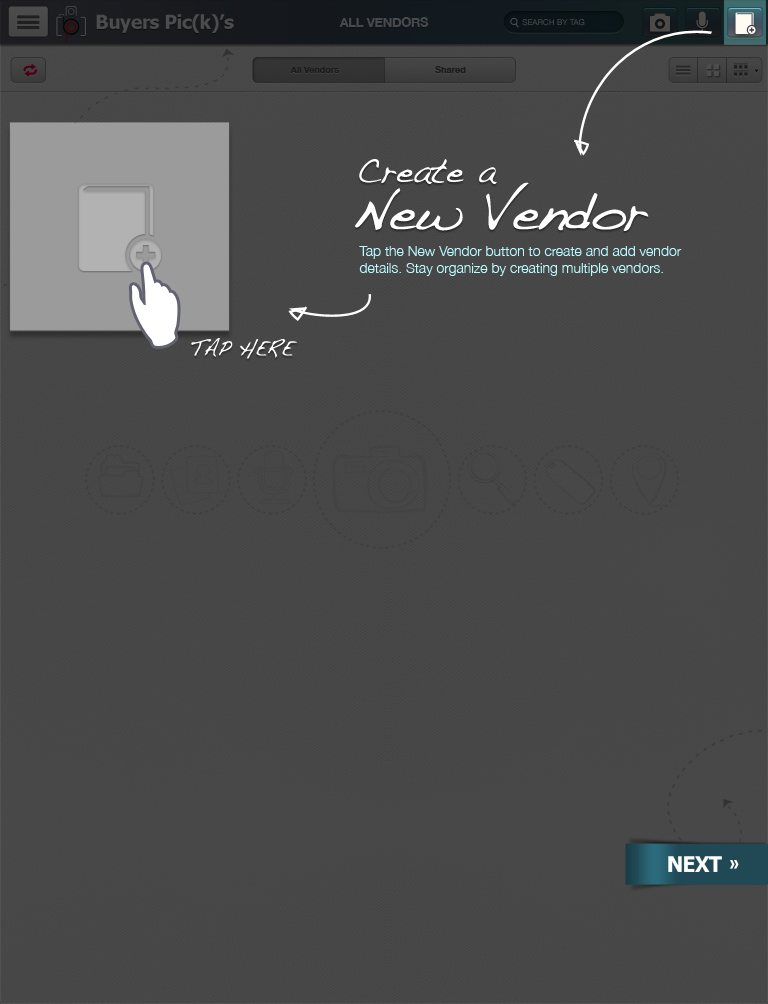 Buyers Pic(k)'s
ALL VENDORS
SEARCH BY TAG
All Vendors
Shared
Create a
New Vendor
Tap the New Vendor button to create and add vendor
details. Stay organize by creating multiple vendors.
TAP HERE
NEXT »